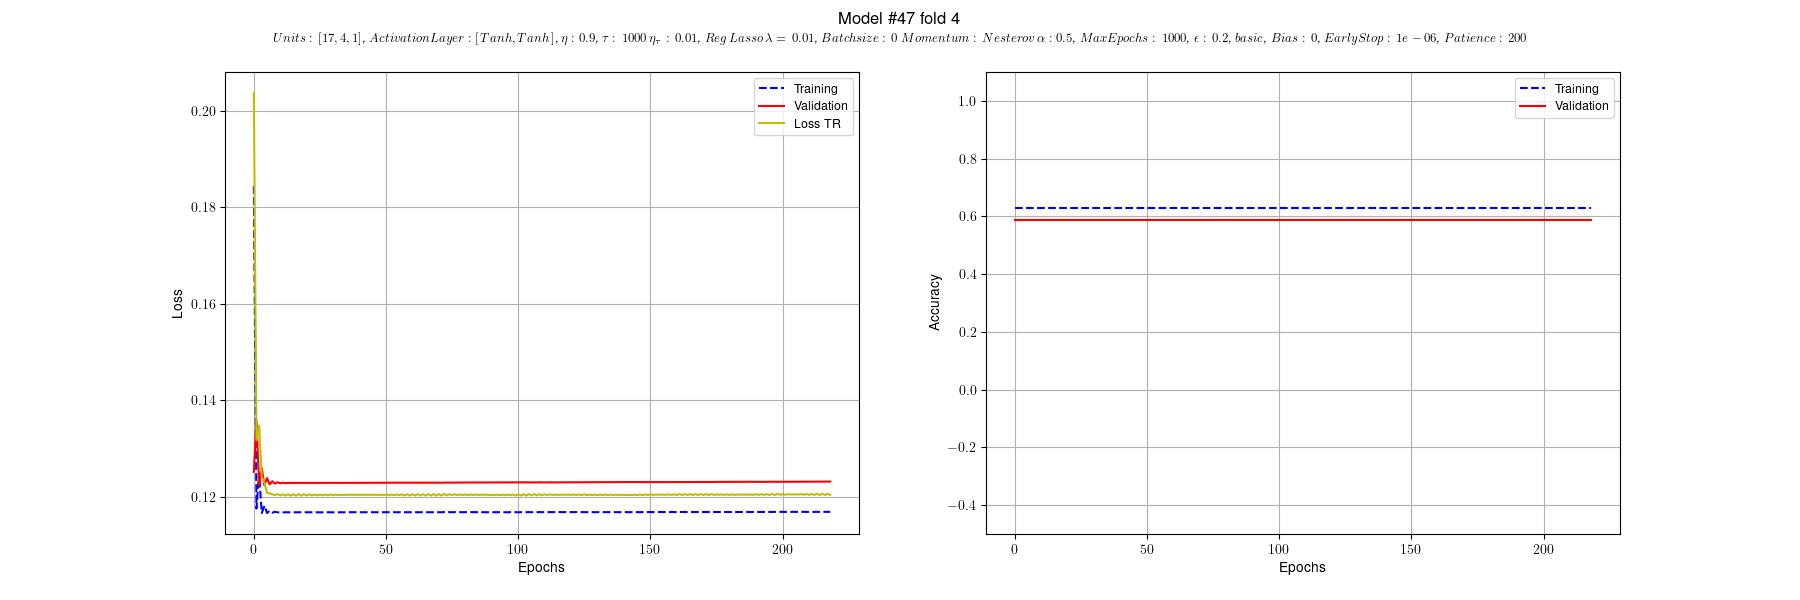 Model #47 fold 4
Units : [17, 4, 1], ActivationLayer : [Tanh, Tanh], η : 0.9, τ : 1000 η_τ : 0.01, Reg Lasso λ = 0.01, Batchsize : 0 Momentum : Nesterov α : 0.5, MaxEpochs : 1000, ϵ : 0.2, basic, Bias : 0, EarlyStop : 1e − 06, Patience : 200
Training
Validation
Loss TR
0.20
0.18
0.16
0.14
0.12
Loss
0
50
100
150
200
Epochs
Training
Validation
1.0
0.8
0.6
0.4
0.2
0.0
−0.2
−0.4
Accuracy
0
50
100
150
200
Epochs